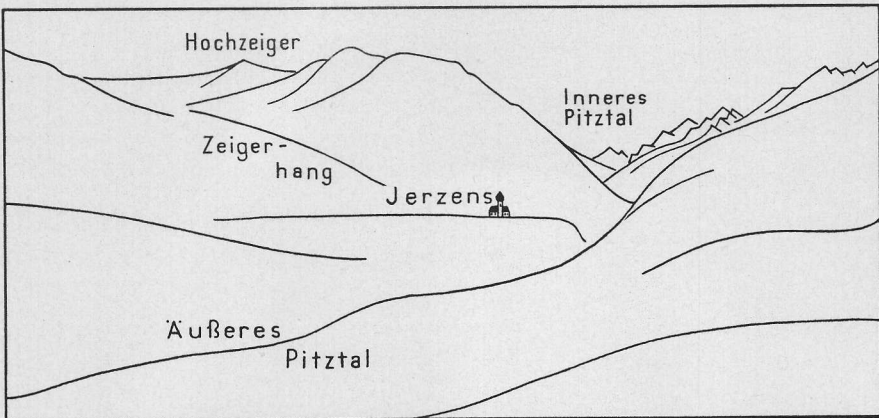 Hochzeiger
Inneres
Pitztal
Zeiger-
hang
Jerzens
Äußeres
Pitztal